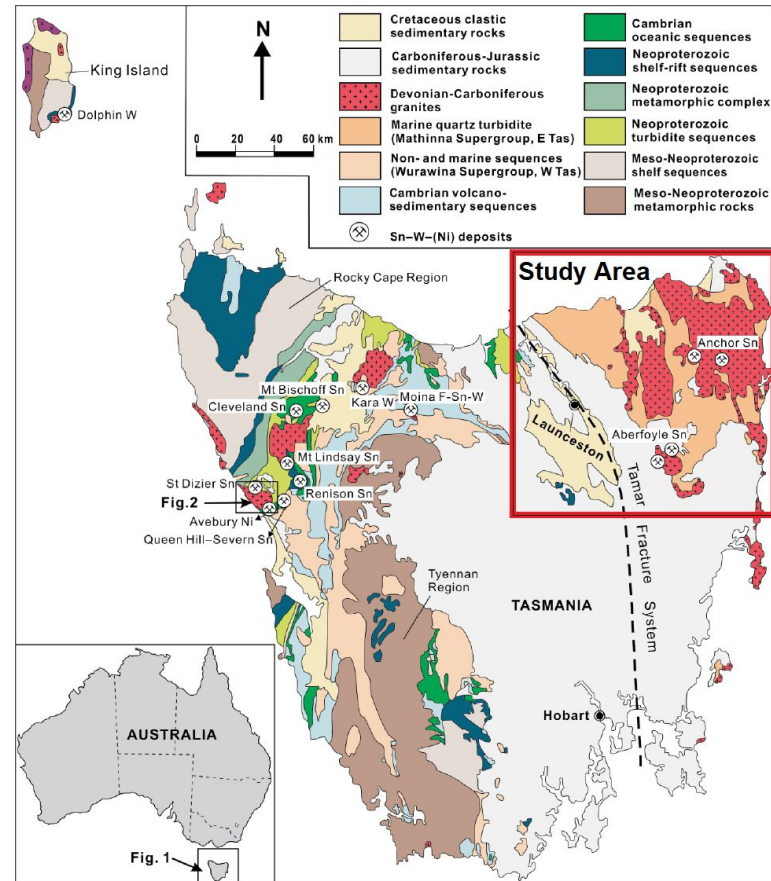 Cretaceous clastic
sedimentary rocks
Carboniferous-Jurassic
sedimentary rocks
Devonian-Carboniferous
granites
Marine quartz turbidite
(Mathinna Supergroup, E Tas)
Non- and marine sequences
(Wurawina Supergroup, W Tas)
Cambrian volcano-
sedimentary sequences
Sn–W–(Ni) deposits
Cambrian
oceanic sequences
Neoproterozoic
shelf-rift sequences
Neoproterozoic
metamorphic complex
Neoproterozoic
turbidite sequences
Meso-Neoproterozoic
shelf sequences
Meso-Neoproterozoic
metamorphic rocks
N
0 20 40 60 km
King Island
Dolphin W
Rocky Cape Region
Study Area
Anchor Sn
Mt Bischoff Sn
Kara W
Moina F-Sn-W
Cleveland Sn
Launceston
Aberfoyle Sn
Mt Lindsay Sn
St Dizier Sn
Renison Sn
Fig.2
Avebury Ni
Queen Hill–Severn Sn
Tamar Fracture System
Tyennan
Region
TASMANIA
Hobart
AUSTRALIA
Fig. 1